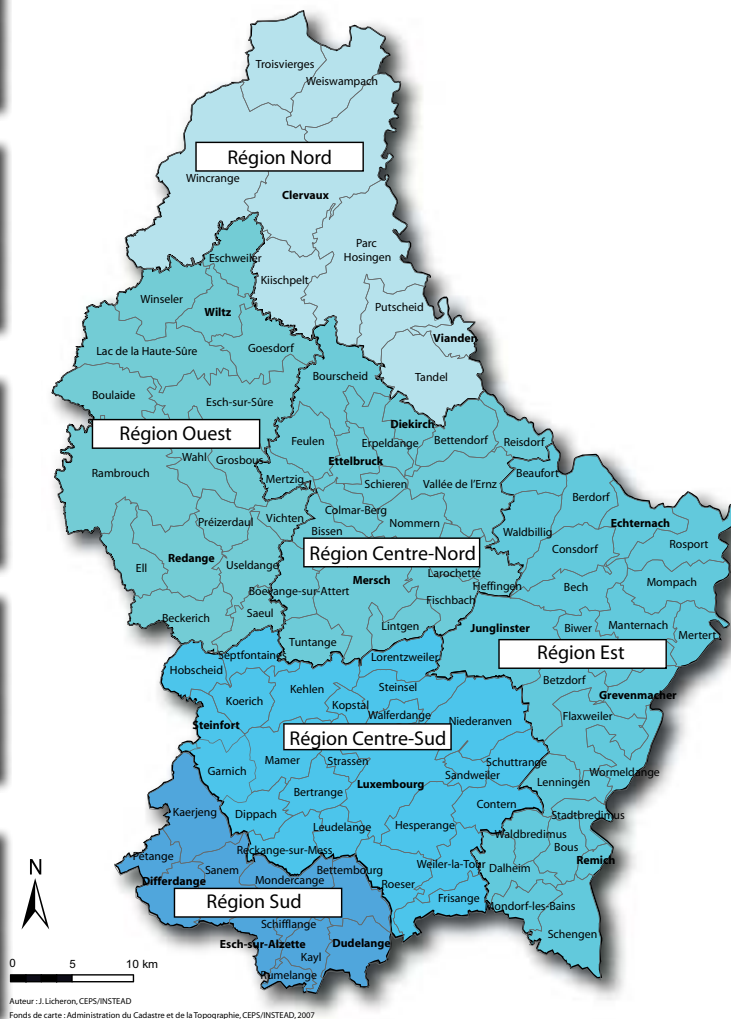 Troisvierges
Weiswampach
Région Nord
Wincrange
Clervaux
Parc
Hosingen
Eschweiler
Kiischpelt
Winseler
Wiltz
Putscheid
Vianden
Lac de la Haute-Sûre
Goesdorf
Tandel
Bourscheid
Boulaide
Esch-sur-Sûre
Région Ouest
Diekirch
Feulen
Erpeldange
Bettendorf
Reisdorf
Wahl
Grosbous
Ettelbruck
Rambrouch
Mertzig
Schieren
Vallée de l'Ernz
Beaufort
Berdorf
Colmar-Berg
Préizerdaul
Vichten
Bissen
Nommern
Waldbillig
Echternach
Consdorf
Rosport
Région Centre-Nord
Ell
Redange
Useldange
Mersch
Larochette
Heffingen
Bech
Mompach
Boevange-sur-Attert
Fischbach
Beckerich
Saeul
Lintgen
Junglinster
Biwer
Manternach
Mertert
Tuntange
Région Est
Septfontaines
Lorentzweiler
Hobscheid
Betzdorf
Kehlen
Steinsel
Grevenmacher
Koerich
Kopstal
Walferdange
Niederanven
Flaxweiler
Steinfort
Région Centre-Sud
Mamer
Strassen
Schuttrange
Garnich
Sandweiler
Wormeldange
Luxembourg
Lenningen
Bertrange
Contern
Kaerjeng
Dippach
Stadtbredimus
Leudelange
Hesperange
Waldbredimus
Bous
Reckange-sur-Mess
Pétange
Weiler-la-Tour
Remich
Sanem
Bettembourg
Dalheim
Differdange
Mondercange
Roeser
Région Sud
Frisange
Mondorf-les-Bains
Schifflange
Schengen
Esch-sur-Alzette
Dudelange
Kayl
Rumelange
N
0 5 10 km
Auteur : J. Licheron, CEPS/INSTEAD
Fonds de carte : Administration du Cadastre et de la Topographie, CEPS/INSTEAD, 2007